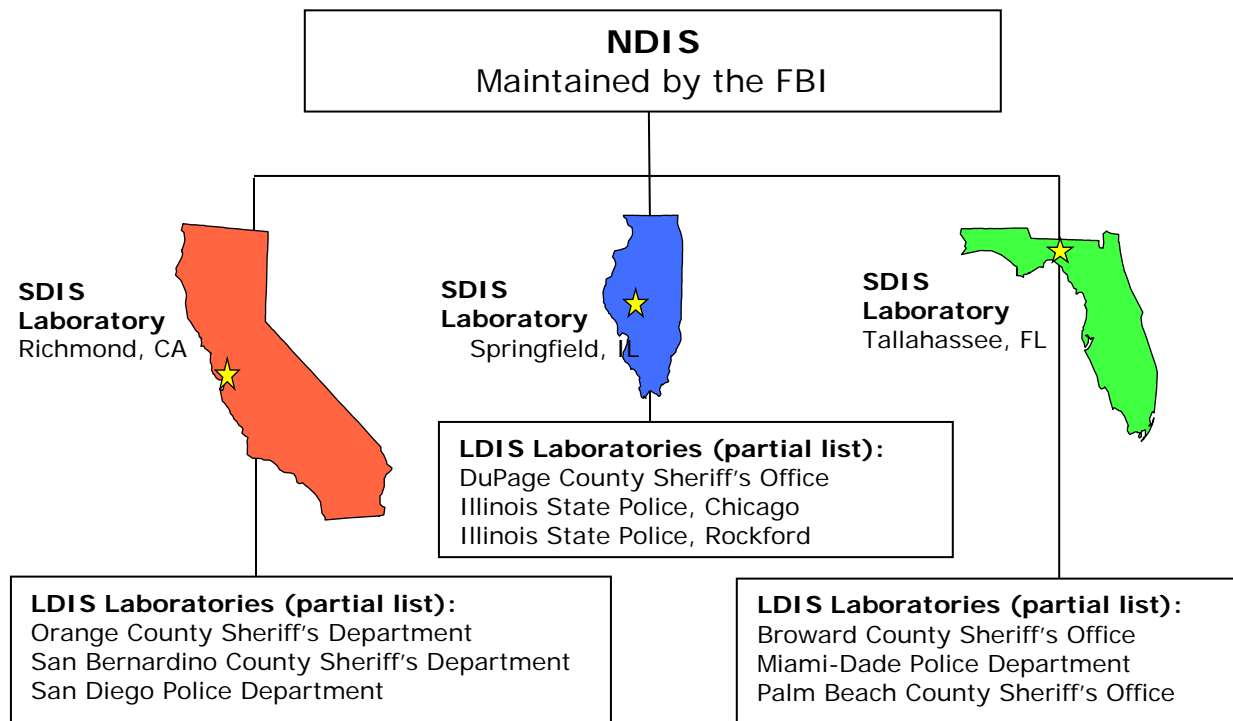 NDIS
Maintained by the FBI
SDIS
Laboratory
Richmond, CA
SDIS
Laboratory
Springfield, IL
SDIS
Laboratory
Tallahassee, FL
LDIS Laboratories (partial list):
DuPage County Sheriff's Office
Illinois State Police, Chicago
Illinois State Police, Rockford
LDIS Laboratories (partial list):
Orange County Sheriff's Department
San Bernardino County Sheriff's Department
San Diego Police Department
LDIS Laboratories (partial list):
Broward County Sheriff's Office
Miami-Dade Police Department
Palm Beach County Sheriff's Office